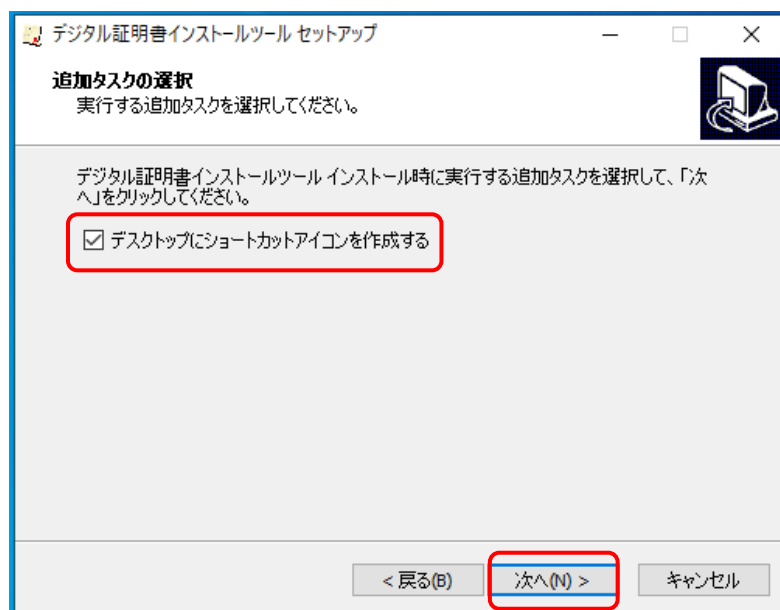 デジタル証明書インストールツール セットアップ
追加タスクの選択
実行する追加タスクを選択してください。
デジタル証明書インストールツール インストール時に実行する追加タスクを選択して、「次
へ」をクリックしてください。
デスクトップにショートカットアイコンを作成する
< 戻る(B)
次へ(N) >
キャンセル